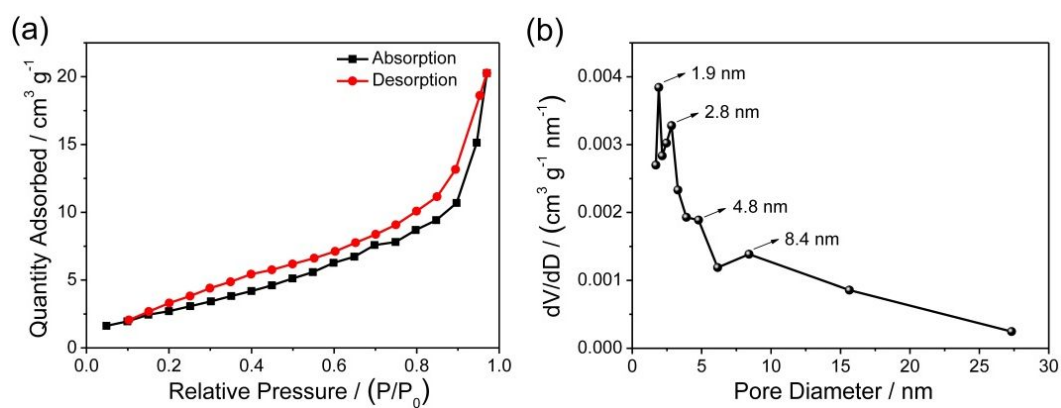 (a)
Quantity Adsorbed / cm³ g⁻¹
20
15
10
5
0
Absorption
Desorption
0.0 0.2 0.4 0.6 0.8 1.0
Relative Pressure / (P/P₀)
(b)
dV/dD / (cm³ g⁻¹ nm⁻¹)
0.004
0.003
0.002
0.001
0.000
1.9 nm
2.8 nm
4.8 nm
8.4 nm
0 5 10 15 20 25 30
Pore Diameter / nm